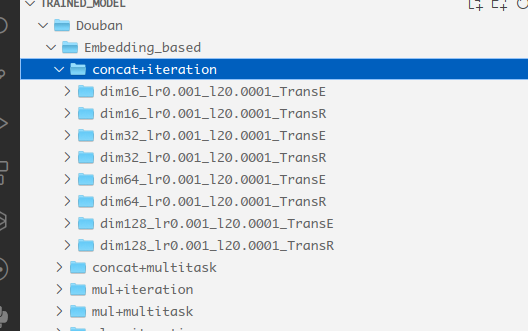 TRAINED_MODEL
Douban
Embedding_based
concat+iteration
dim16_lr0.001_l20.0001_TransE
dim16_lr0.001_l20.0001_TransR
dim32_lr0.001_l20.0001_TransE
dim32_lr0.001_l20.0001_TransR
dim64_lr0.001_l20.0001_TransE
dim64_lr0.001_l20.0001_TransR
dim128_lr0.001_l20.0001_TransE
dim128_lr0.001_l20.0001_TransR
concat+multitask
mul+iteration
mul+multitask